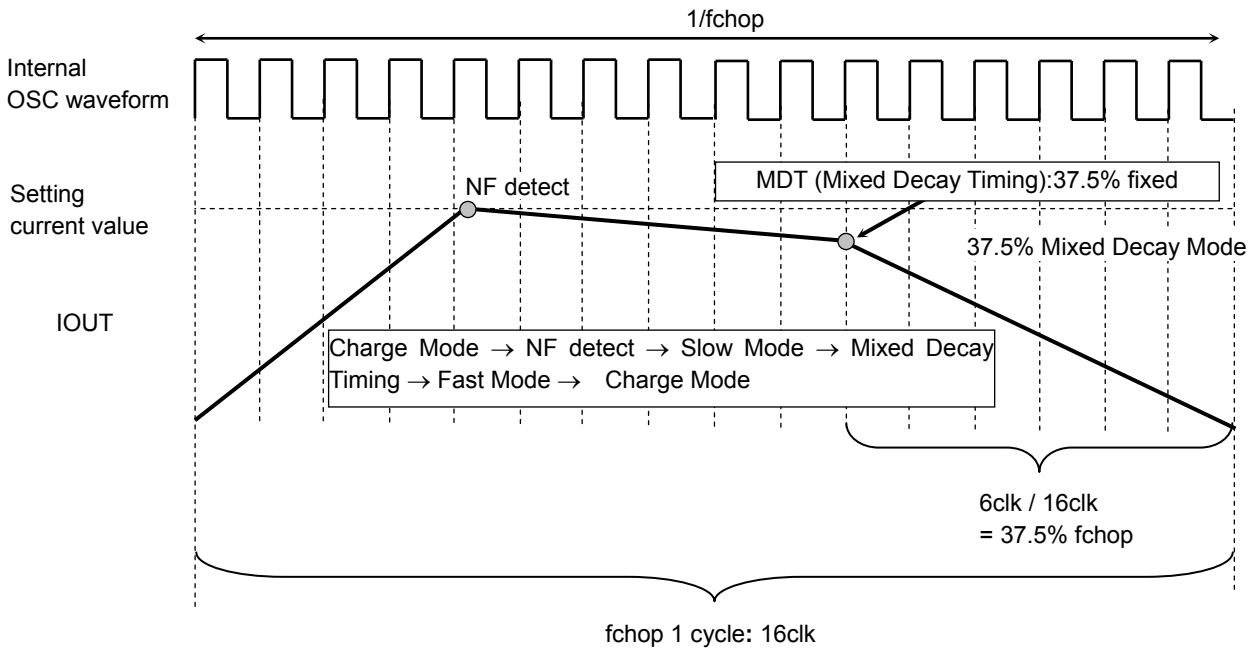 1/fchop
Internal
OSC waveform
Setting
current value
NF detect
MDT (Mixed Decay Timing):37.5% fixed
37.5% Mixed Decay Mode
IOUT
Charge Mode → NF detect → Slow Mode → Mixed Decay
Timing → Fast Mode → Charge Mode
6clk / 16clk
= 37.5% fchop
fchop 1 cycle: 16clk